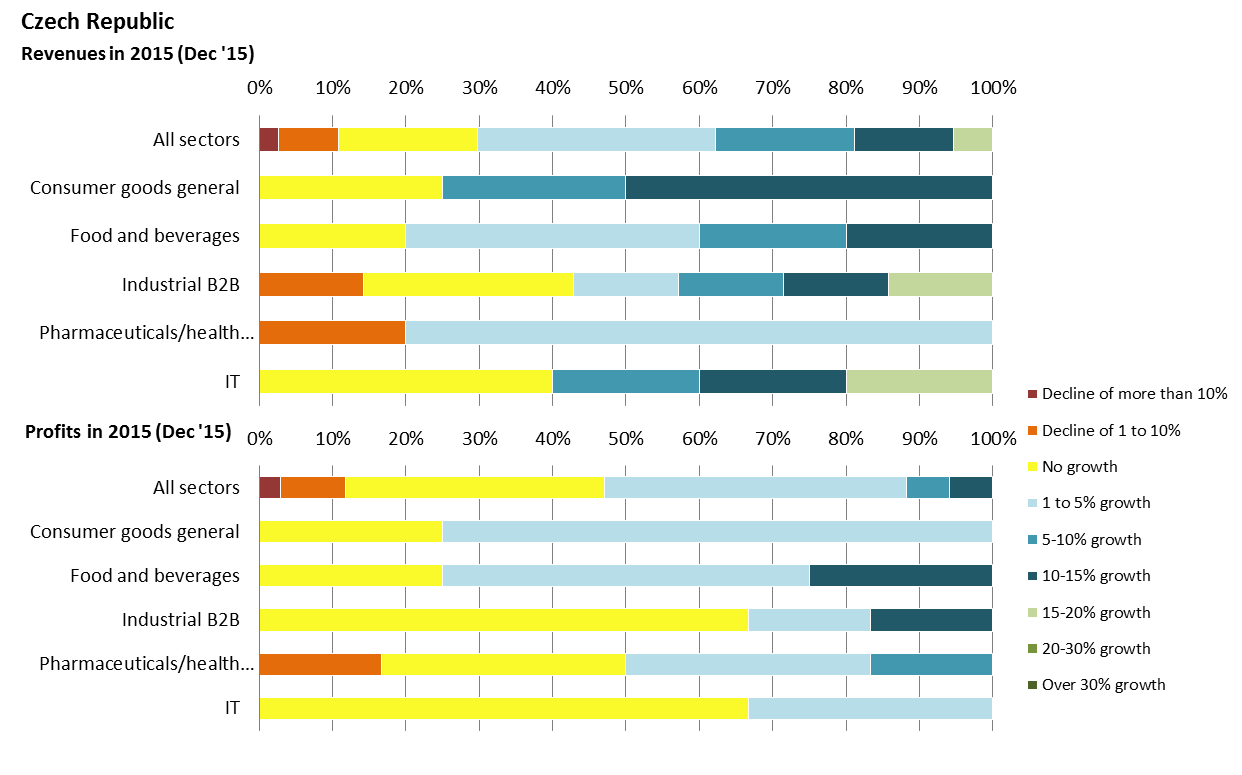 Czech Republic
Revenues in 2015 (Dec '15)
0% 10% 20% 30% 40% 50% 60% 70% 80% 90% 100%
All sectors
Consumer goods general
Food and beverages
Industrial B2B
Pharmaceuticals/health...
IT
Profits in 2015 (Dec '15) 0% 10% 20% 30% 40% 50% 60% 70% 80% 90% 100%
All sectors
Consumer goods general
Food and beverages
Industrial B2B
Pharmaceuticals/health...
IT
Decline of more than 10%
Decline of 1 to 10%
No growth
1 to 5% growth
5-10% growth
10-15% growth
15-20% growth
20-30% growth
Over 30% growth